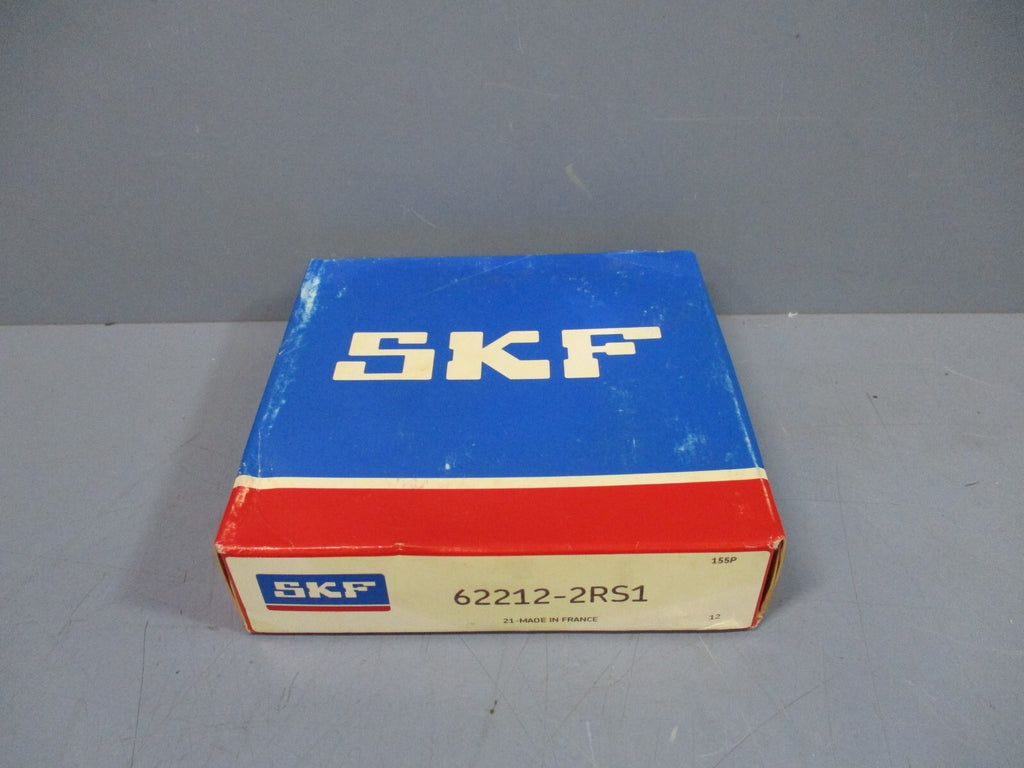 SKF
155P
SKF
62212-2RS1
21-MADE IN FRANCE
12